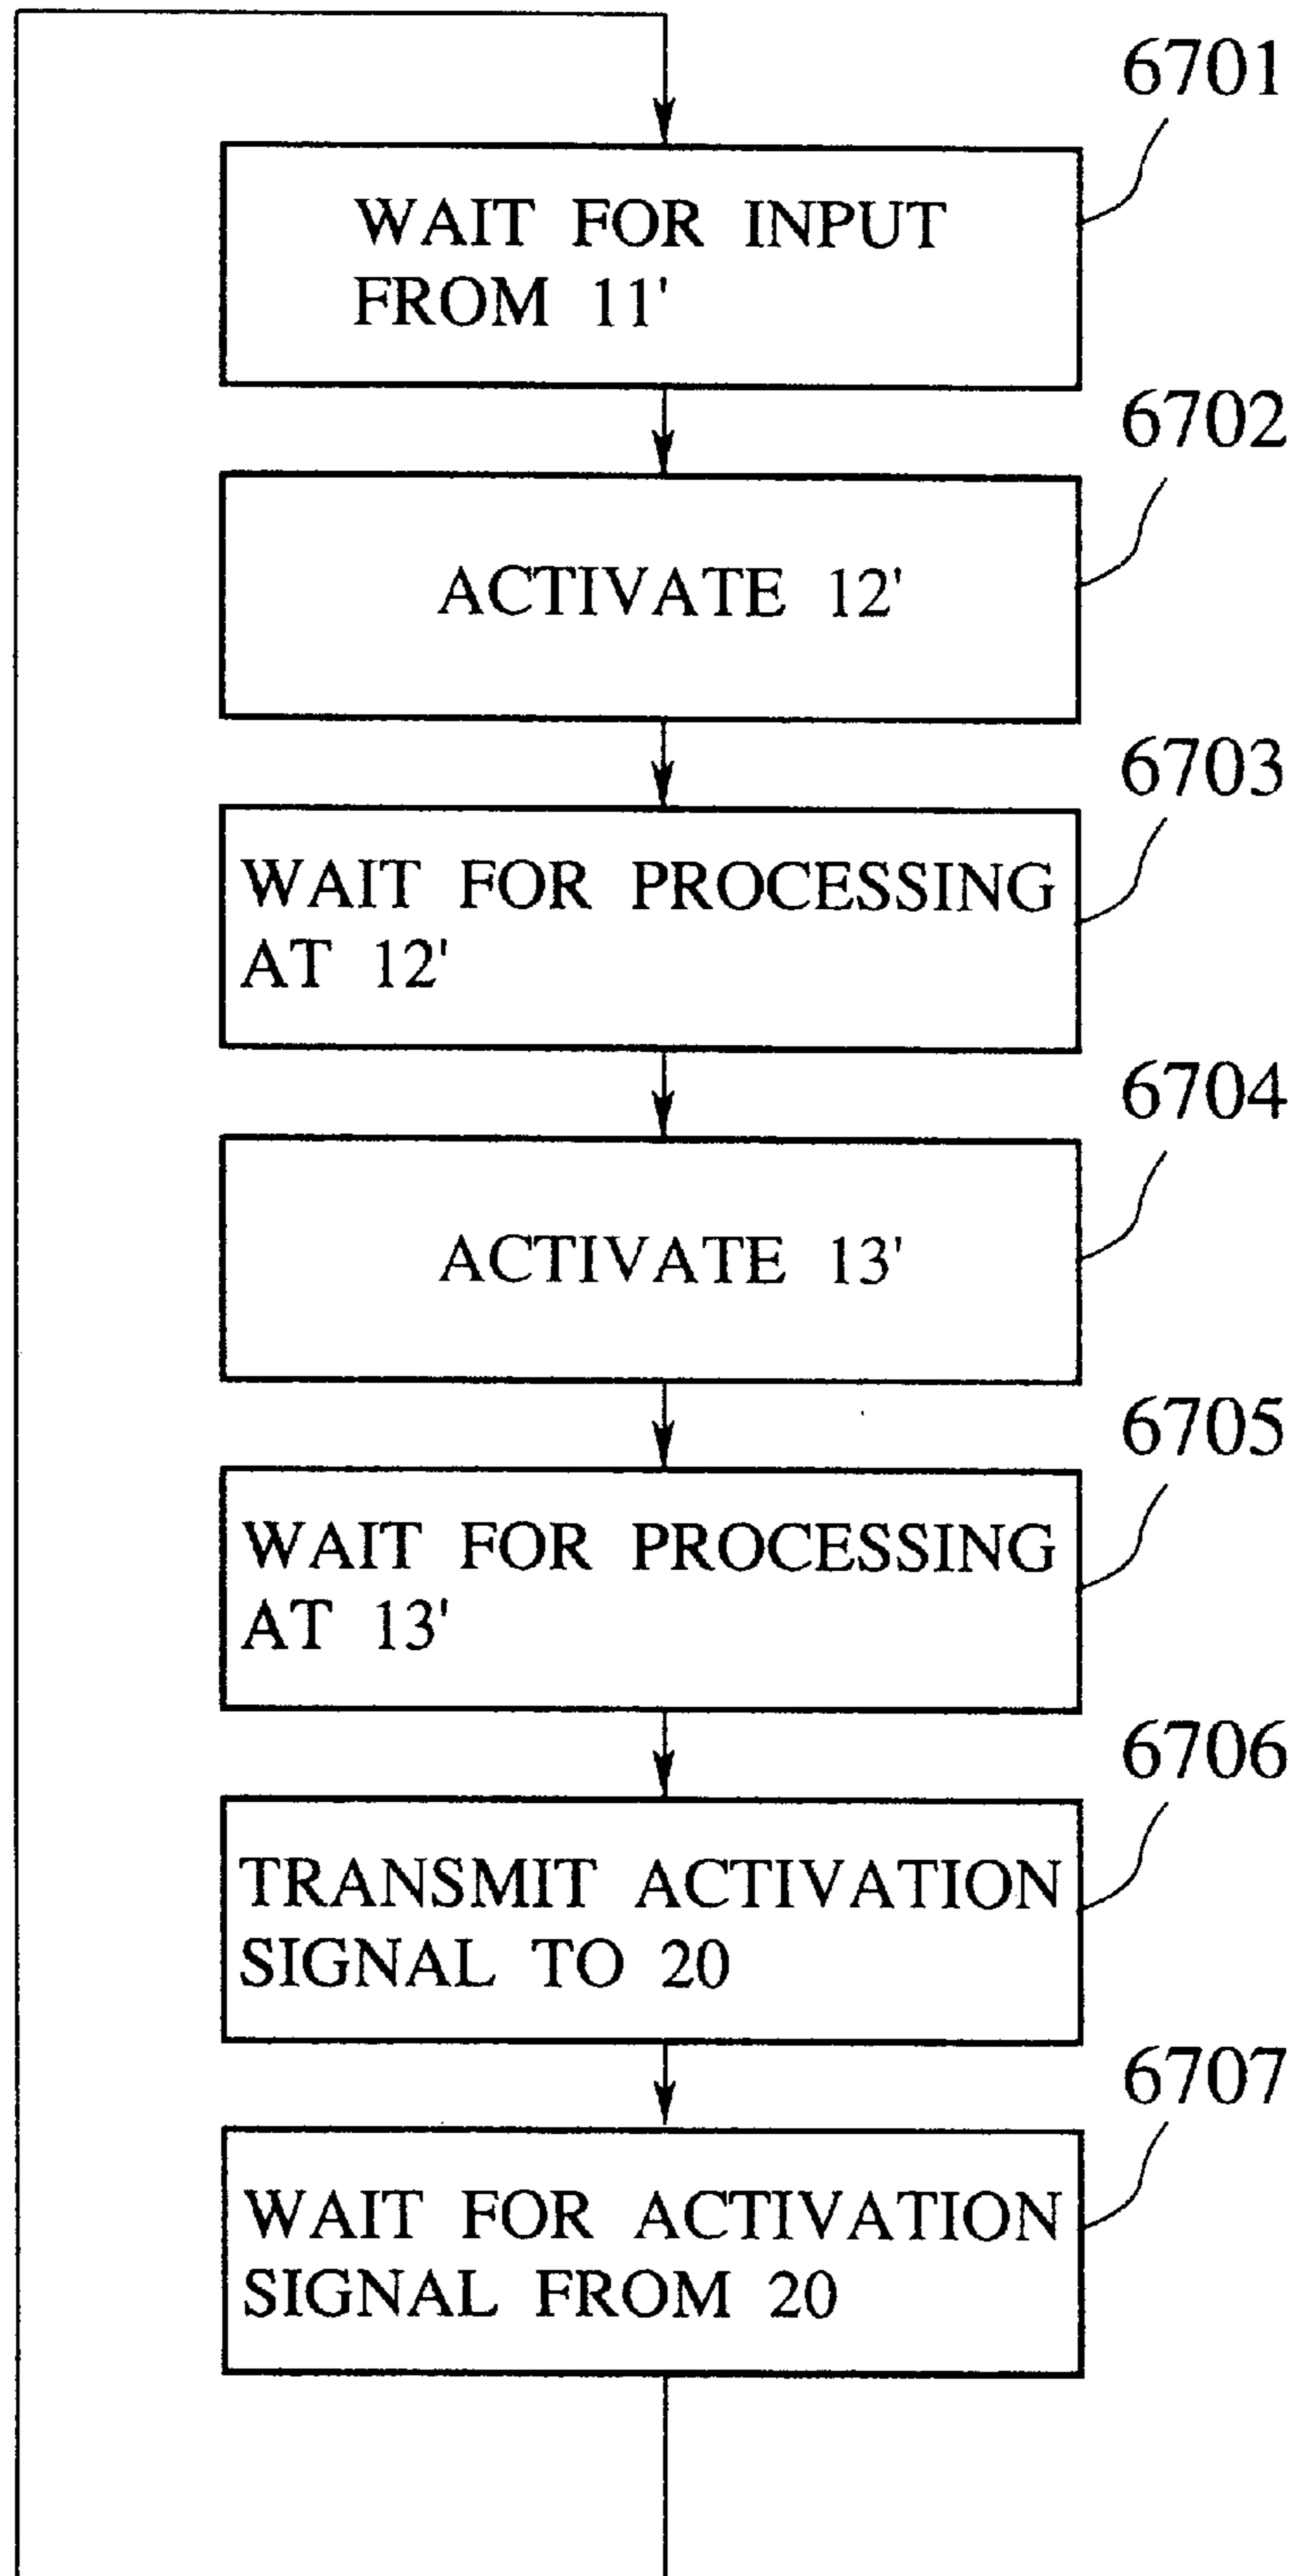 6701
WAIT FOR INPUT
FROM 11'
6702
ACTIVATE 12'
6703
WAIT FOR PROCESSING
AT 12'
6704
ACTIVATE 13'
6705
WAIT FOR PROCESSING
AT 13'
6706
TRANSMIT ACTIVATION
SIGNAL TO 20
6707
WAIT FOR ACTIVATION
SIGNAL FROM 20